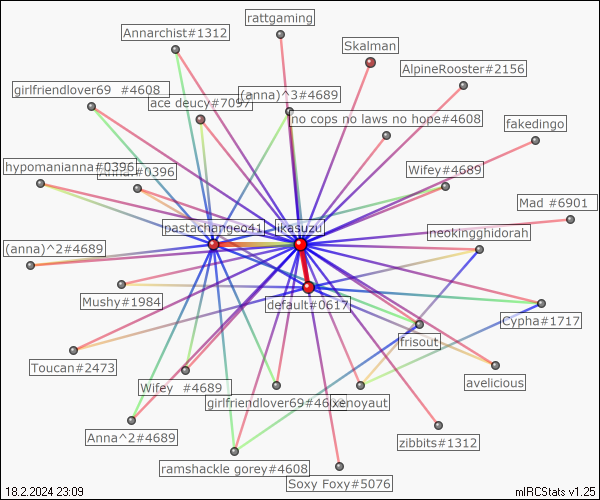 rattgaming
Annarchist#1312
Skalman
AlpineRooster#2156
girlfriendlover69 #4608
(anna)^3#4689
ace deucy#7097
no cops no laws no hope#4608
fakedingo
hypomanianna#0396
#0396
Wifey#4689
Mad #6901
pastachangeo41
ikasuzu
neokingghidorah
(anna)^2#4689
Mushy#1984
default#0617
Cypha#1717
frisout
Toucan#2473
avelicious
Wifey #4689
girlfriendlover69#46
xenoyaut
Anna^2#4689
zibbits#1312
ramshackle gorey#4608
Soxy Foxy#5076
18.2.2024 23:09
mIRCStats v1.25